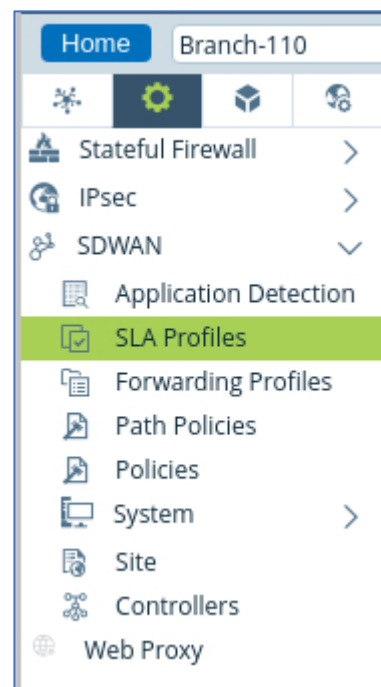 Home Branch-110
Stateful Firewall
IPsec
SDWAN
Application Detection
SLA Profiles
Forwarding Profiles
Path Policies
Policies
System
Site
Controllers
Web Proxy